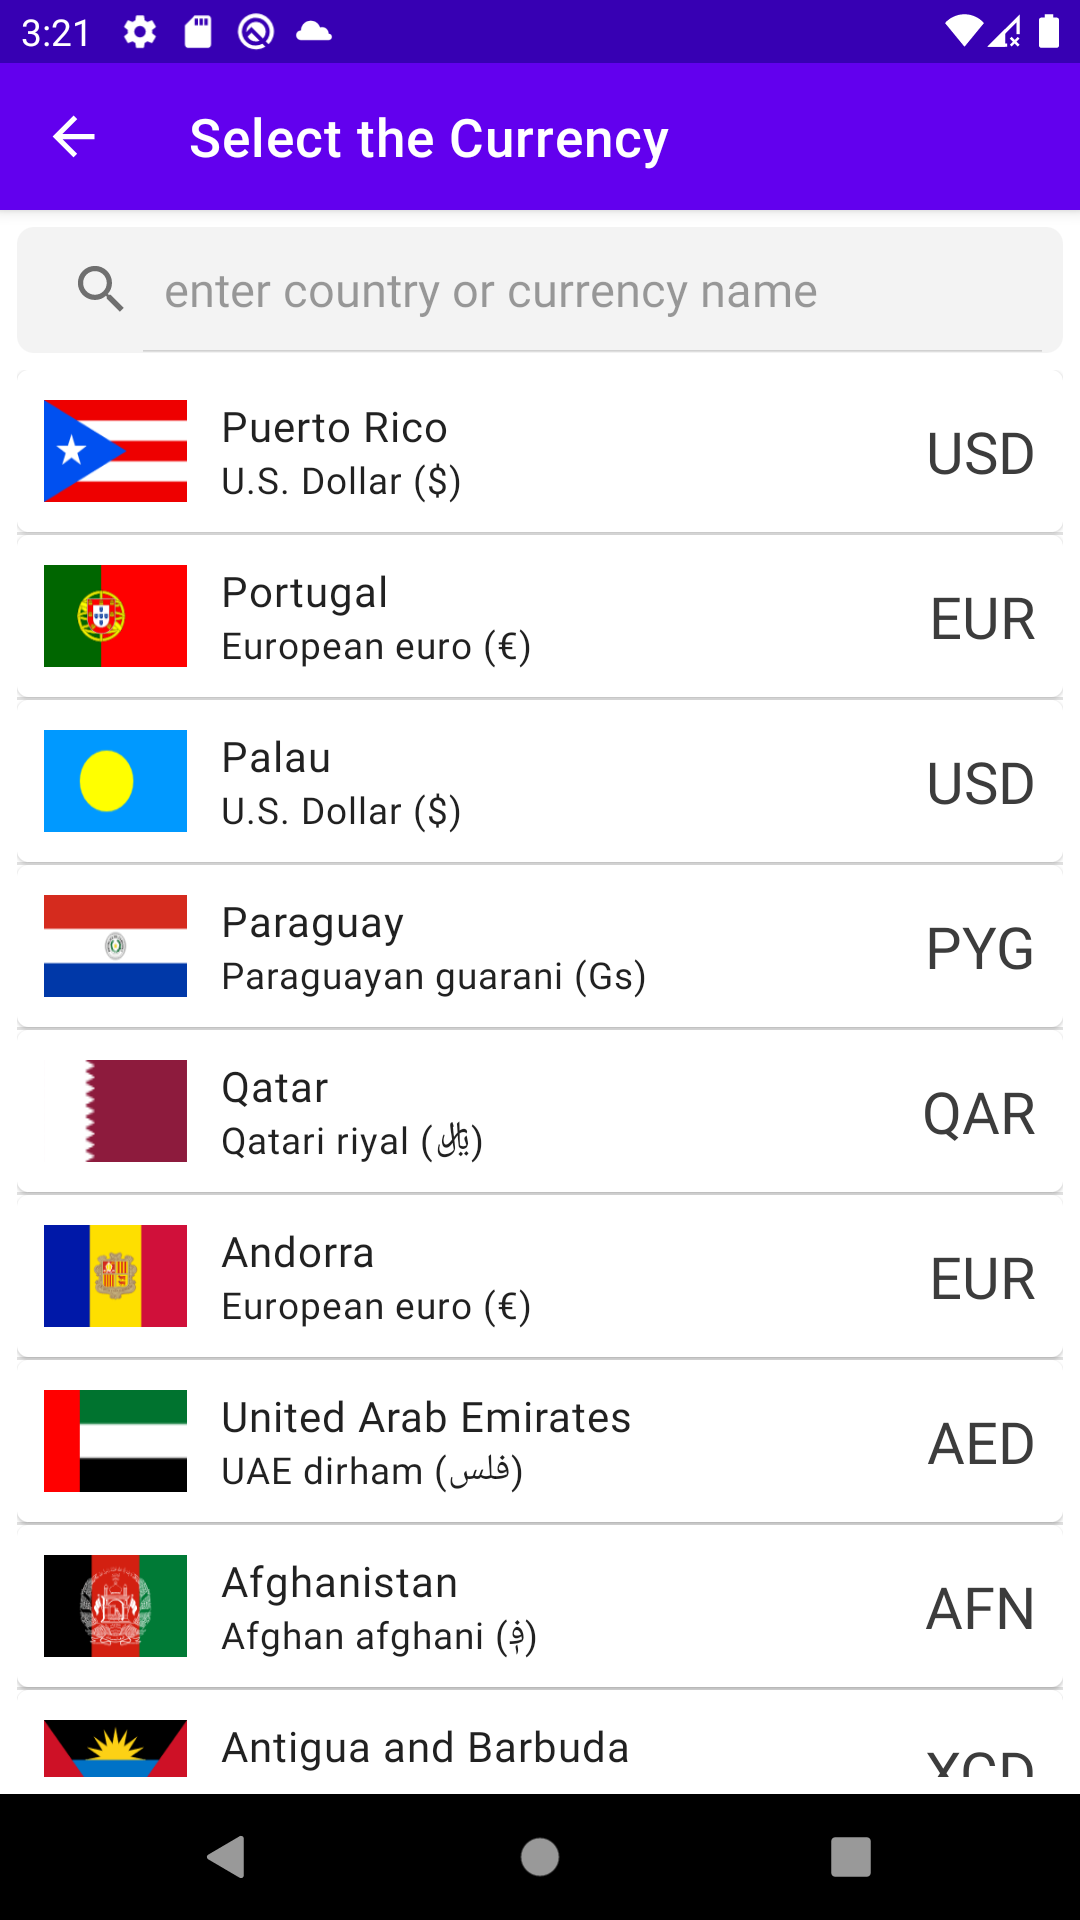 3:21
Select the Currency
enter country or currency name
Puerto Rico
U.S. Dollar ($)
USD
Portugal
European euro (€)
EUR
Palau
U.S. Dollar ($)
USD
Paraguay
Paraguayan guarani (Gs)
PYG
Qatar
Qatari riyal (﷼)
QAR
Andorra
European euro (€)
EUR
United Arab Emirates
UAE dirham (فلس)
AED
Afghanistan
Afghan afghani (؋)
AFN
Antigua and Barbuda
XCD